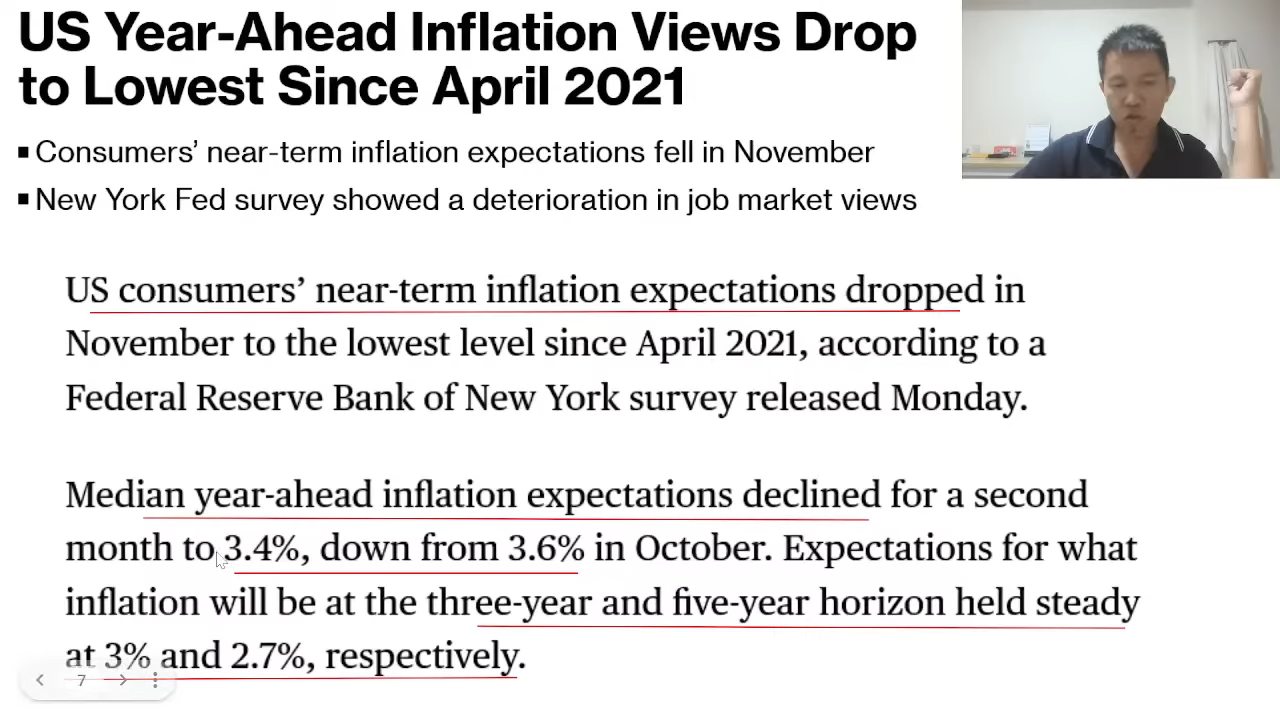 US Year-Ahead Inflation Views Drop
to Lowest Since April 2021
▪ Consumers’ near-term inflation expectations fell in November
▪ New York Fed survey showed a deterioration in job market views
US consumers’ near-term inflation expectations dropped in
November to the lowest level since April 2021, according to a
Federal Reserve Bank of New York survey released Monday.
Median year-ahead inflation expectations declined for a second
month to 3.4%, down from 3.6% in October. Expectations for what
inflation will be at the three-year and five-year horizon held steady
at 3% and 2.7%, respectively.
7